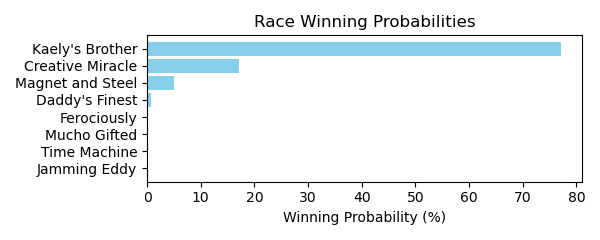 Race Winning Probabilities
Kaely's Brother
Creative Miracle
Magnet and Steel
Daddy's Finest
Ferociously
Mucho Gifted
Time Machine
Jamming Eddy
0 10 20 30 40 50 60 70 80
Winning Probability (%)